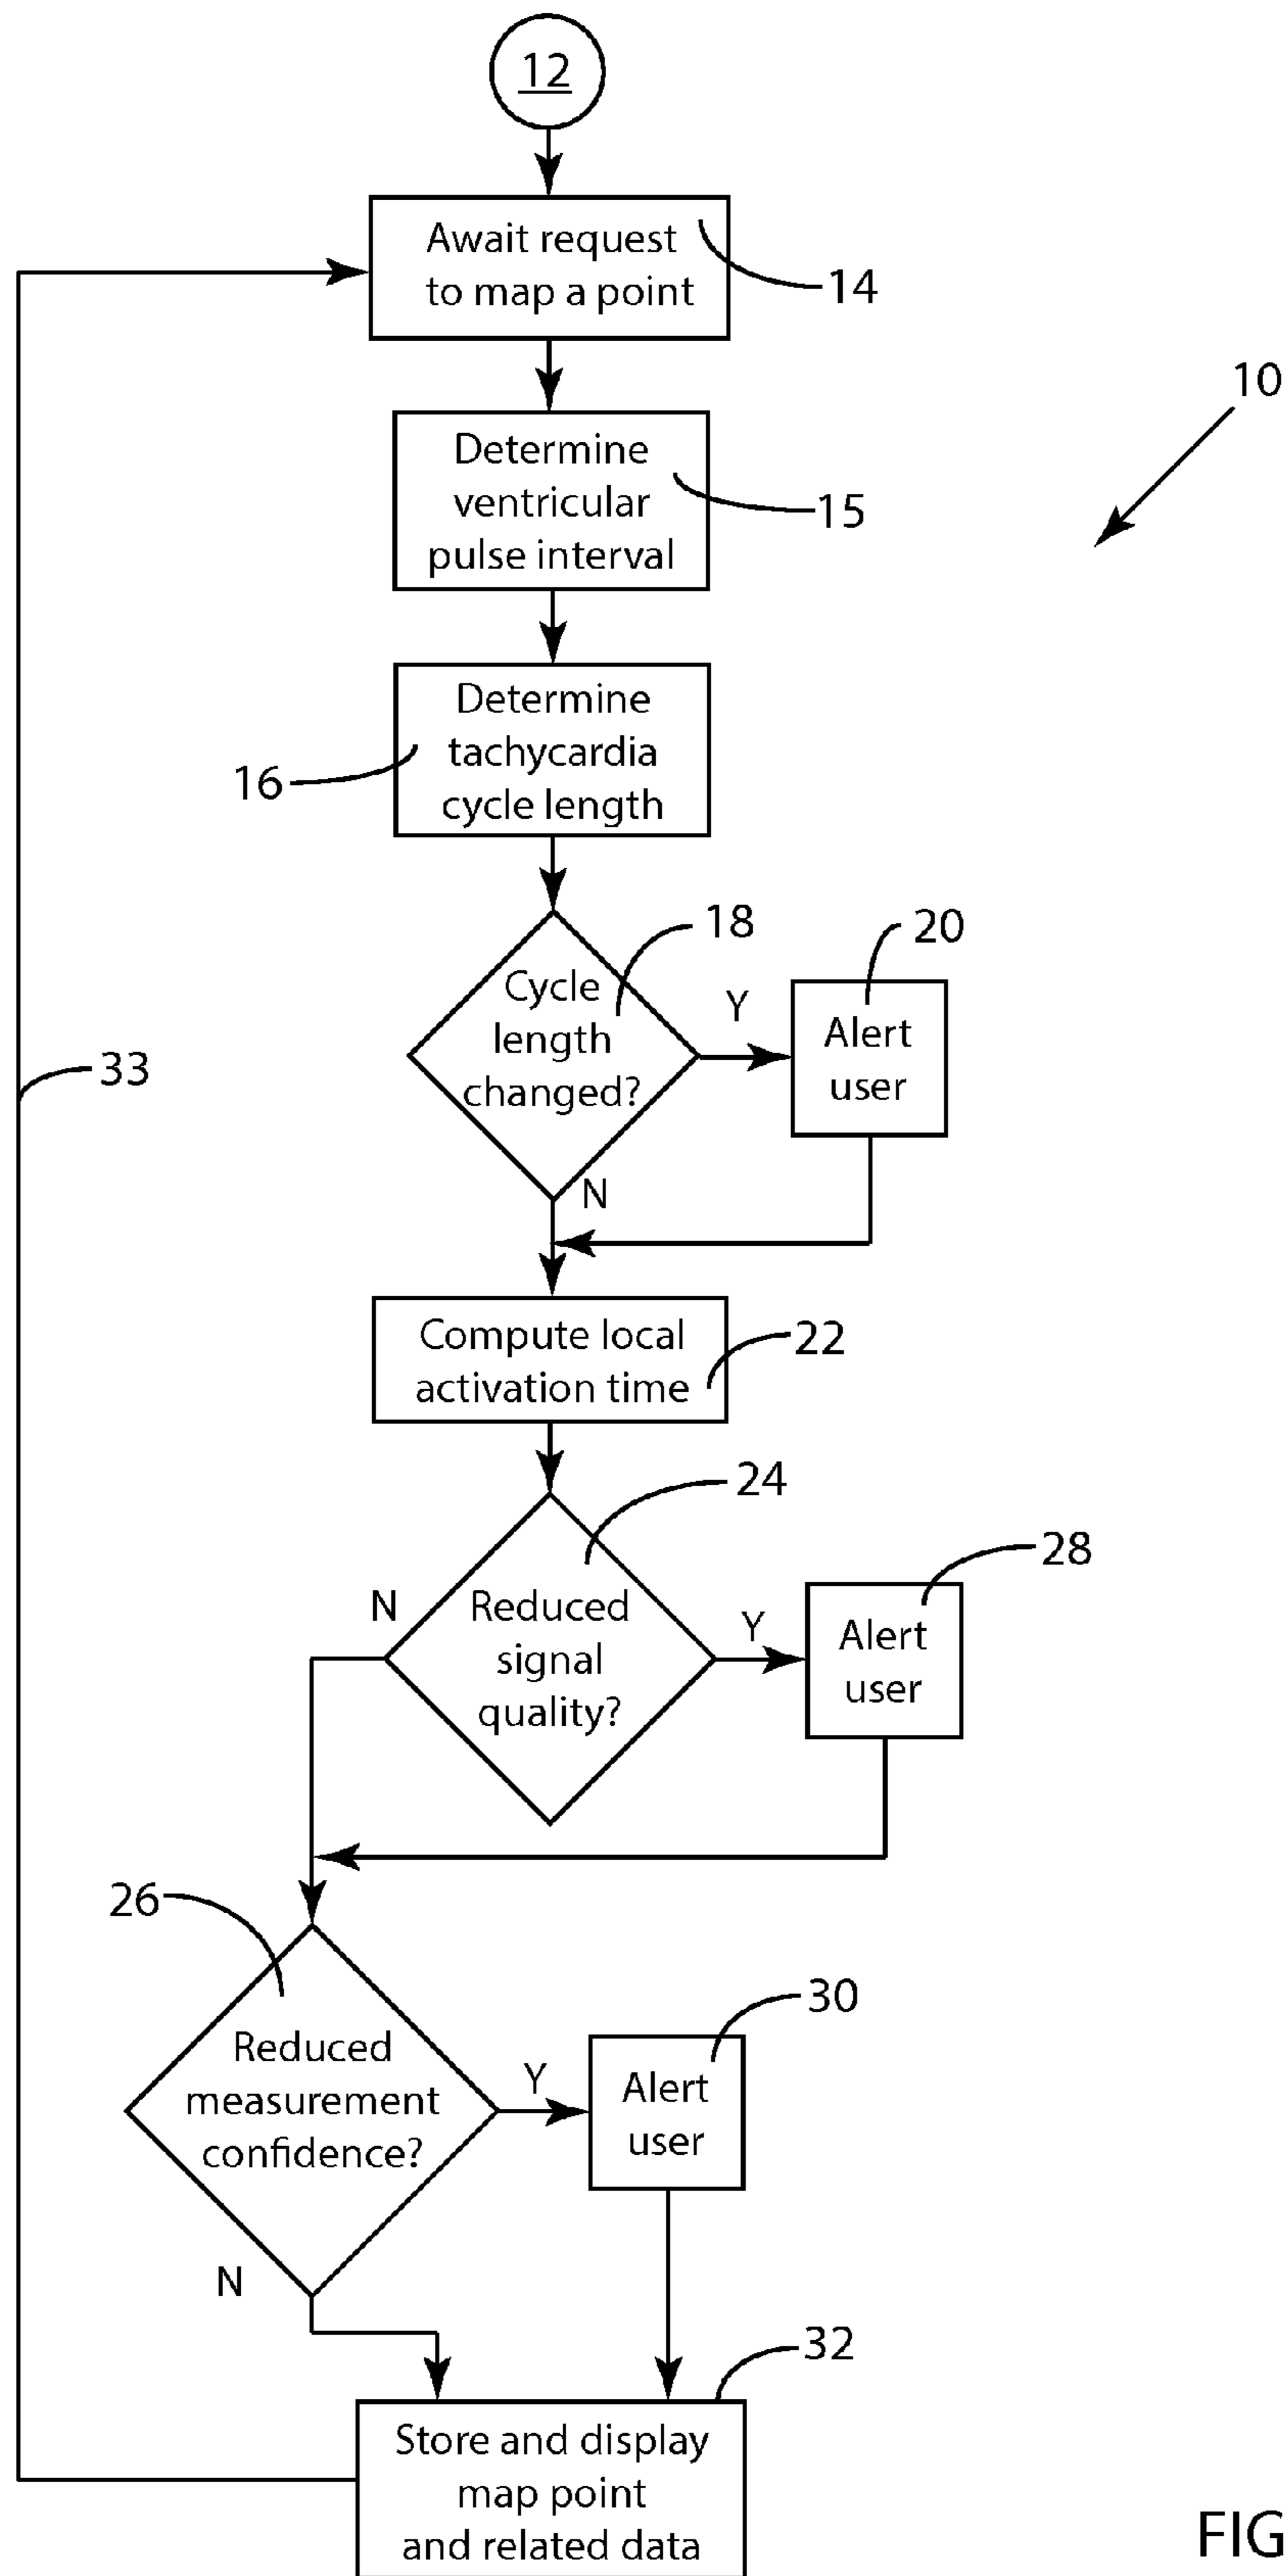 12
Await request
to map a point
14
10
Determine
ventricular
pulse interval
15
Determine
tachycardia
cycle length
16
18
20
Cycle
length
changed?
Y
Alert
user
33
N
Compute local
activation time
22
24
28
N
Reduced
signal
quality?
Y
Alert
user
26
30
Reduced
measurement
confidence?
Y
Alert
user
N
32
Store and display
map point
and related data
FIG